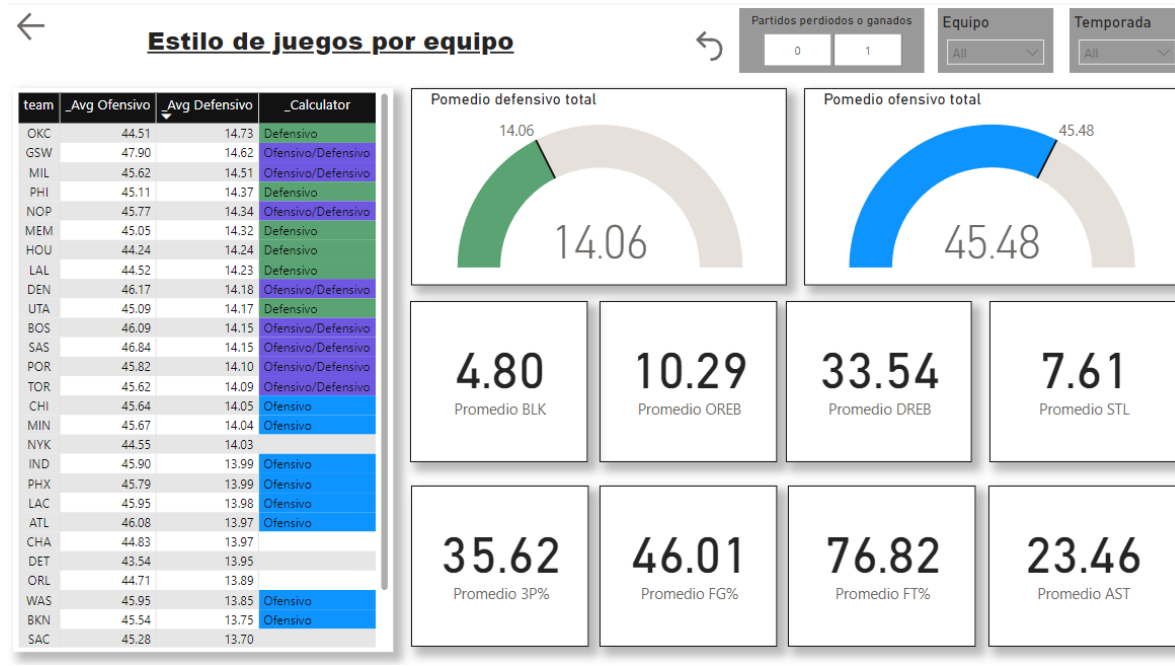 Estilo de juegos por equipo
Partidos perdiodos o ganados
0 1
Equipo
All
Temporada
All
team _Avg Ofensivo _Avg Defensivo _Calculator
OKC 44.51 14.73 Defensivo
GSW 47.90 14.62 Ofensivo/Defensivo
MIL 45.62 14.51 Ofensivo/Defensivo
PHI 45.11 14.37 Defensivo
NOP 45.77 14.34 Ofensivo/Defensivo
MEM 45.05 14.32 Defensivo
HOU 44.24 14.24 Defensivo
LAL 44.52 14.23 Defensivo
DEN 46.17 14.18 Ofensivo/Defensivo
UTA 45.09 14.17 Defensivo
BOS 46.09 14.15 Ofensivo/Defensivo
SAS 46.84 14.15 Ofensivo/Defensivo
POR 45.82 14.10 Ofensivo/Defensivo
TOR 45.62 14.09 Ofensivo/Defensivo
CHI 45.64 14.05 Ofensivo
MIN 45.67 14.04 Ofensivo
NYK 44.55 14.03
IND 45.90 13.99 Ofensivo
PHX 45.79 13.99 Ofensivo
LAC 45.95 13.98 Ofensivo
ATL 46.08 13.97 Ofensivo
CHA 44.83 13.97
DET 43.54 13.95
ORL 44.71 13.89
WAS 45.95 13.85 Ofensivo
BKN 45.54 13.75 Ofensivo
SAC 45.28 13.70
Pomedio defensivo total
14.06
14.06
Pomedio ofensivo total
45.48
45.48
4.80
Promedio BLK
10.29
Promedio OREB
33.54
Promedio DREB
7.61
Promedio STL
35.62
Promedio 3P%
46.01
Promedio FG%
76.82
Promedio FT%
23.46
Promedio AST